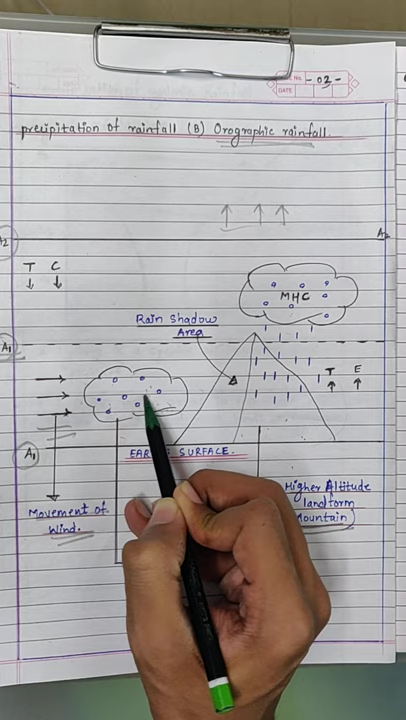 No. -02-
DATE
precipitation of rainfall (B) Orographic rainfall.
A2
A2
T C
MHC
Rain Shadow
Area
A1
T E
A1
EARTH SURFACE.
Higher Altitude
landform
Mountain
Movement of
Wind.